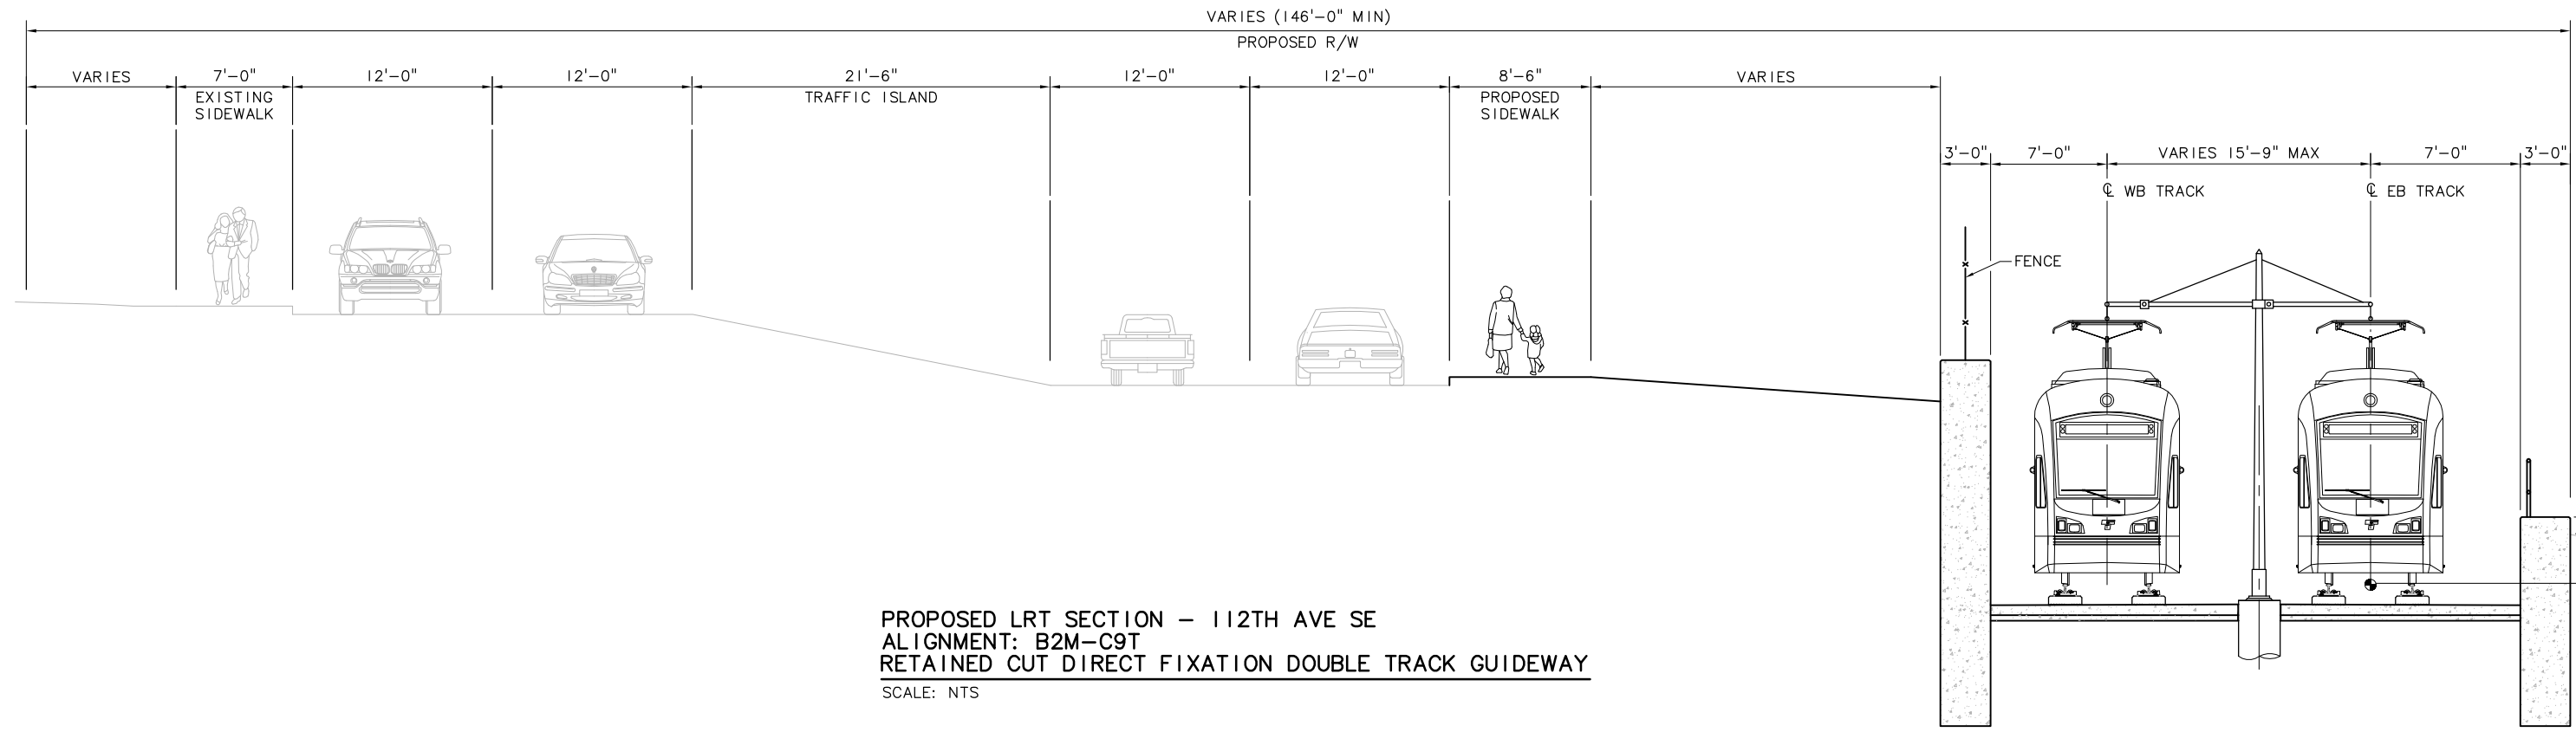 VARIES (146'-0" MIN)
PROPOSED R/W
VARIES
7'-0"
EXISTING
SIDEWALK
12'-0"
12'-0"
21'-6"
TRAFFIC ISLAND
12'-0"
12'-0"
8'-6"
PROPOSED
SIDEWALK
VARIES
3'-0"
7'-0"
VARIES 15'-9" MAX
7'-0"
3'-0"
℄ WB TRACK
℄ EB TRACK
FENCE
PROPOSED LRT SECTION - 112TH AVE SE
ALIGNMENT: B2M-C9T
RETAINED CUT DIRECT FIXATION DOUBLE TRACK GUIDEWAY
SCALE: NTS